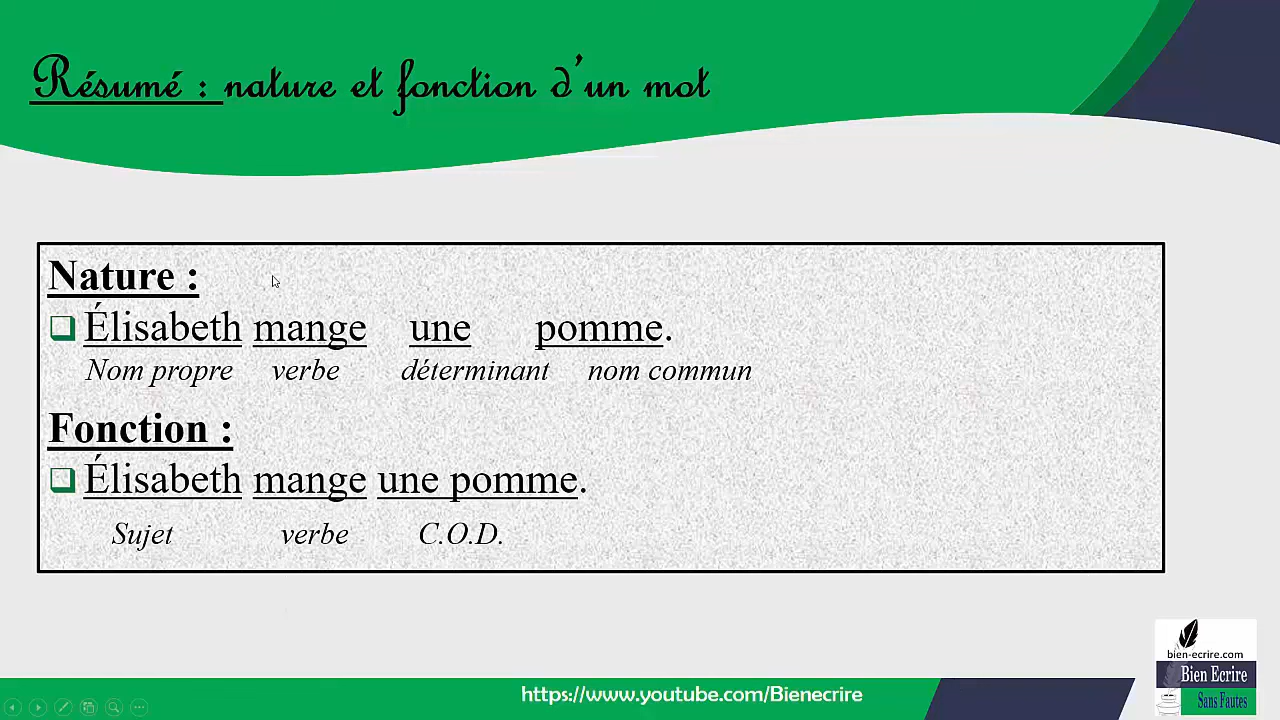 Résumé : nature et fonction d'un mot
Nature :
Élisabeth mange une pomme.
Nom propre verbe déterminant nom commun
Fonction :
Élisabeth mange une pomme.
Sujet verbe C.O.D.
bien-ecrire.com
Bien Ecrire
Sans Fautes
https://www.youtube.com/Bienecrire